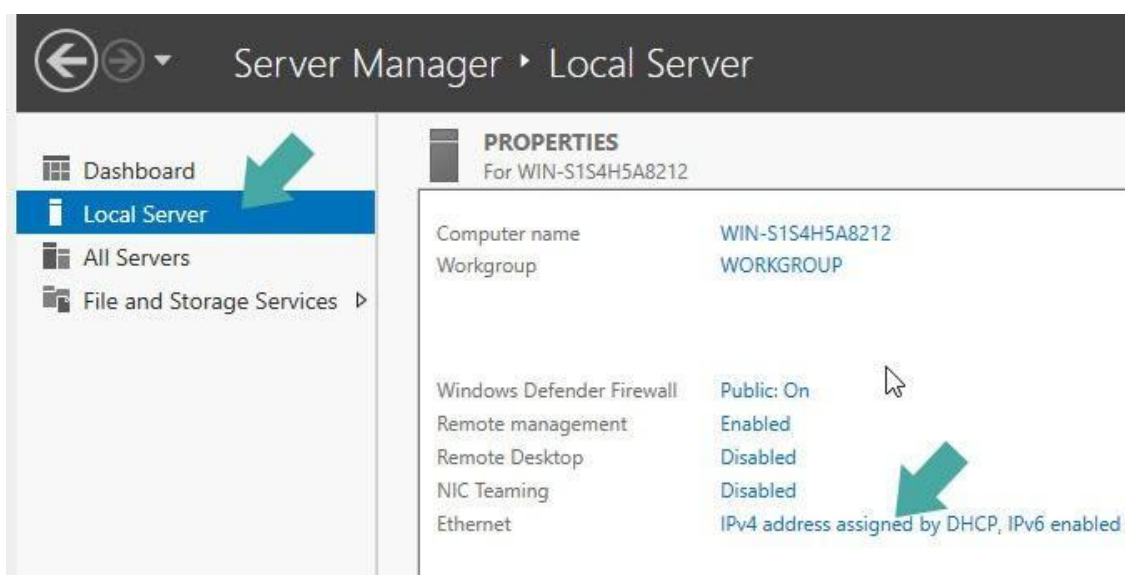 Server Manager ‣ Local Server
Dashboard
Local Server
All Servers
File and Storage Services
PROPERTIES
For WIN-S1S4H5A8212
Computer name WIN-S1S4H5A8212
Workgroup WORKGROUP
Windows Defender Firewall Public: On
Remote management Enabled
Remote Desktop Disabled
NIC Teaming Disabled
Ethernet IPv4 address assigned by DHCP, IPv6 enabled